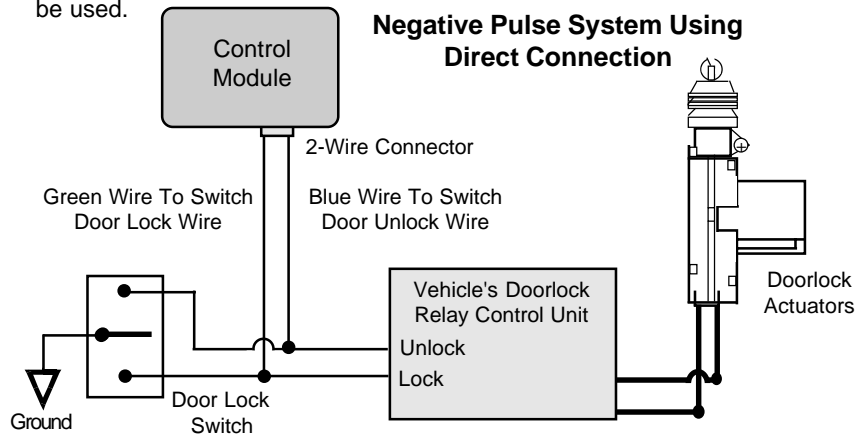 be used.
Negative Pulse System Using
Direct Connection
Control
Module
2-Wire Connector
Green Wire To Switch
Door Lock Wire
Blue Wire To Switch
Door Unlock Wire
Vehicle's Doorlock
Relay Control Unit
Unlock
Lock
Doorlock
Actuators
Door Lock
Switch
Ground